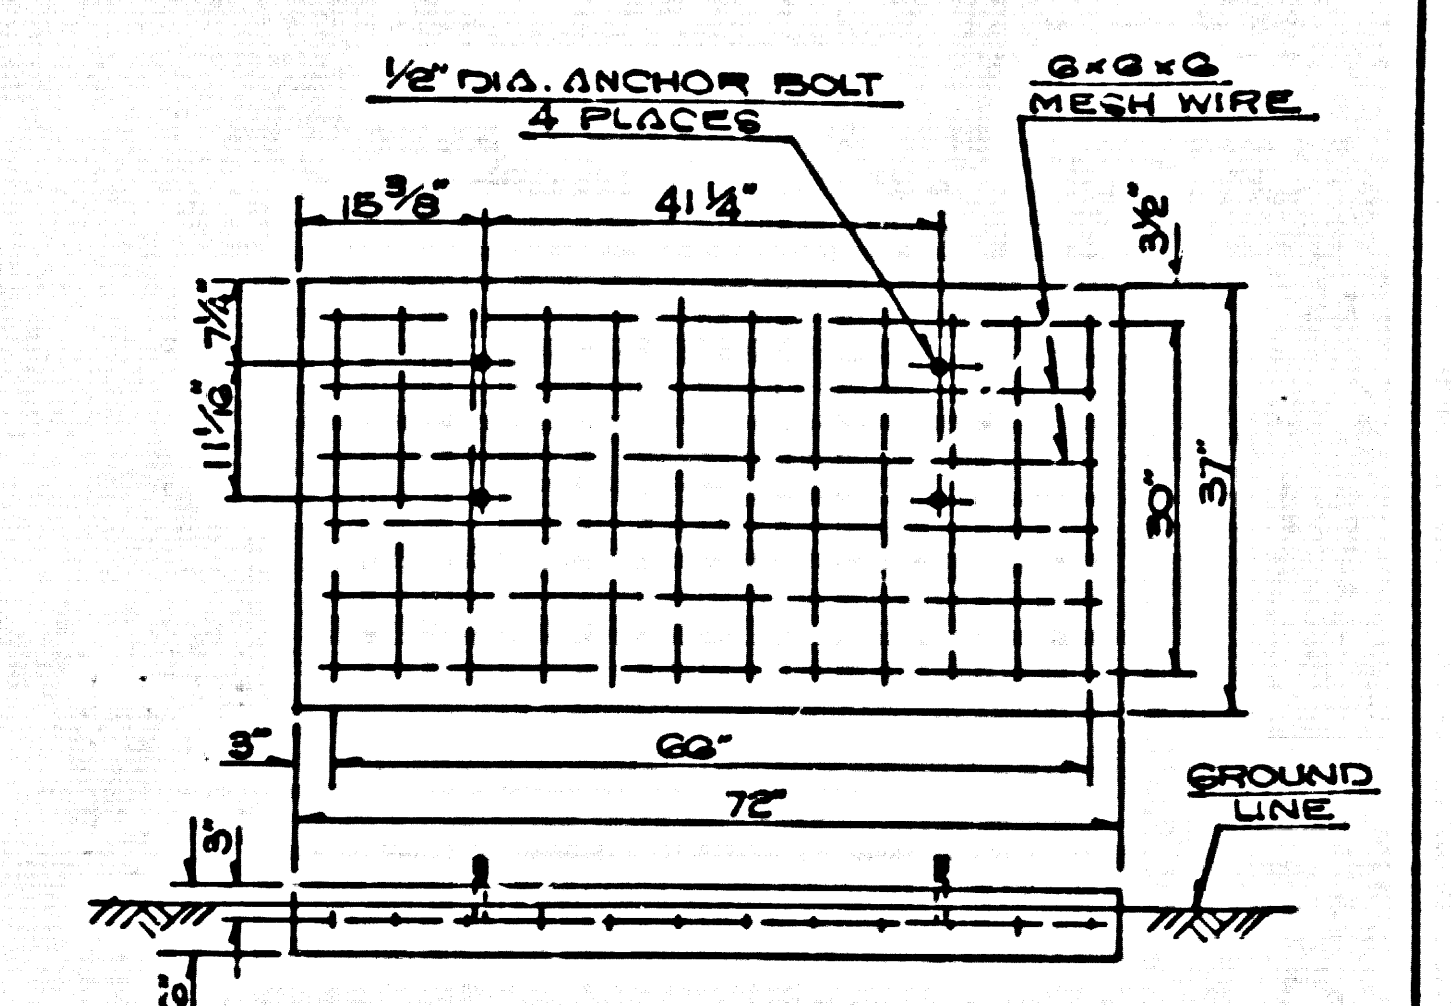 1/2" DIA. ANCHOR BOLT
4 PLACES
6x6x6
MESH WIRE
15 3/8"
41 1/4"
3 1/2"
7 1/4"
11 1/16"
30"
37"
3"
66"
72"
GROUND
LINE
3"
6"